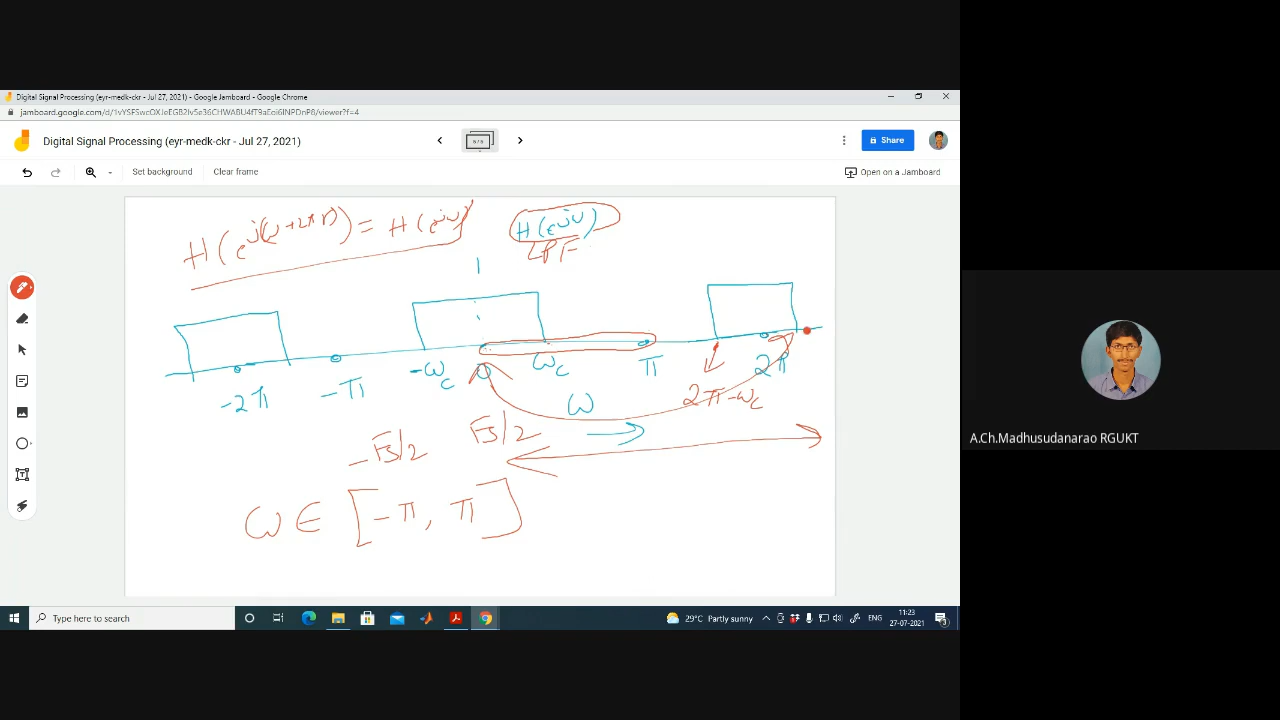 Digital Signal Processing (eyr-medk-ckr - Jul 27, 2021) - Google Jamboard - Google Chrome
Digital Signal Processing (eyr-medk-ckr - Jul 27, 2021)
Share
Set background
Clear frame
Open on a Jamboard
H(e^{j(ω+2πr)}) = H(e^{jω})
H(e^{jω})
LPF
1
-2π
-π
-ωc
0
ωc
π
2π-ωc
2π
ω
-Fs/2
Fs/2
ω ∈ [-π, π]
A.Ch.Madhusudanarao RGUKT
Type here to search
29°C Partly sunny
ENG
11:23
27-07-2021